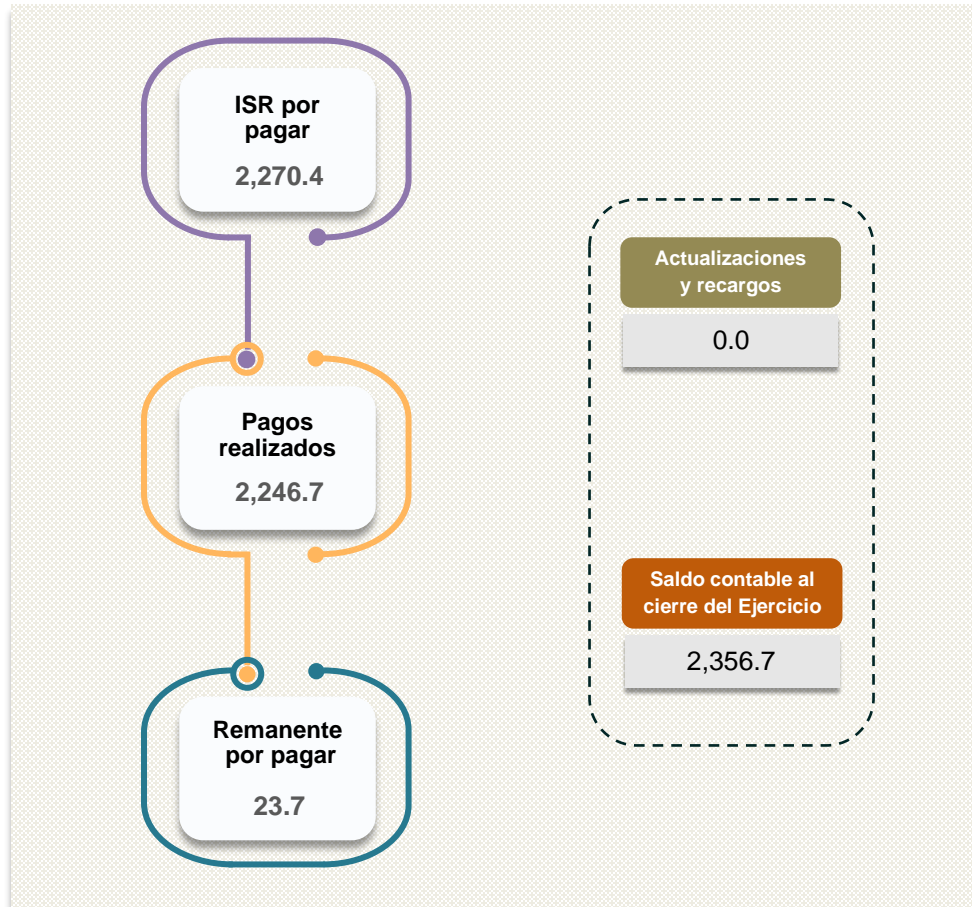 ISR por
pagar
2,270.4
Pagos
realizados
2,246.7
Remanente
por pagar
23.7
Actualizaciones
y recargos
0.0
Saldo contable al
cierre del Ejercicio
2,356.7